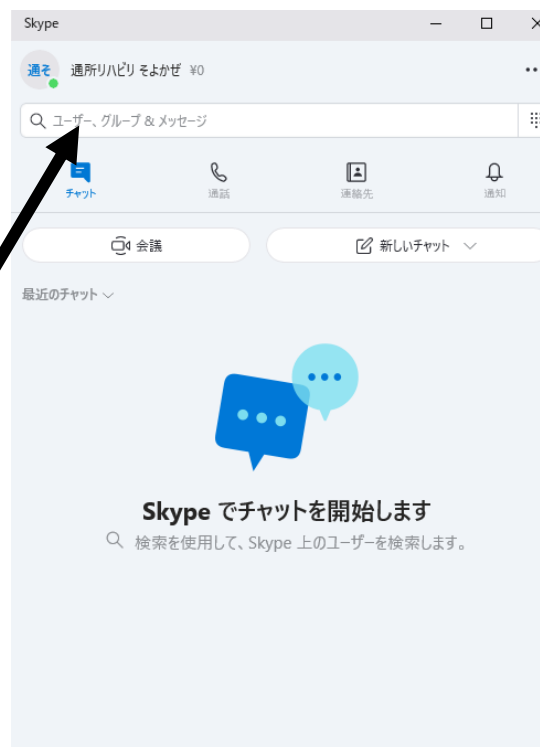 Skype
通そ 通所リハビリ そよかぜ ¥0
ユーザー、グループ & メッセージ
チャット 通話 連絡先 通知
会議 新しいチャット
最近のチャット
Skype でチャットを開始します
検索を使用して、Skype 上のユーザーを検索します。